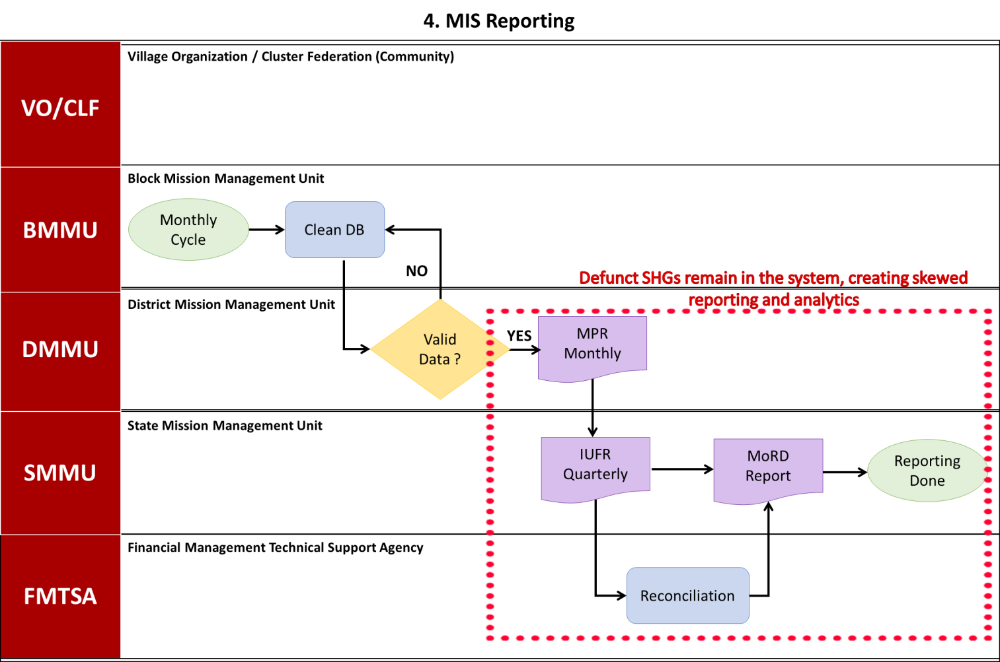 4. MIS Reporting
VO/CLF
Village Organization / Cluster Federation (Community)
BMMU
Block Mission Management Unit
Monthly
Cycle
Clean DB
NO
Defunct SHGs remain in the system, creating skewed
reporting and analytics
DMMU
District Mission Management Unit
Valid
Data ?
YES
MPR
Monthly
SMMU
State Mission Management Unit
IUFR
Quarterly
MoRD
Report
Reporting
Done
FMTSA
Financial Management Technical Support Agency
Reconciliation